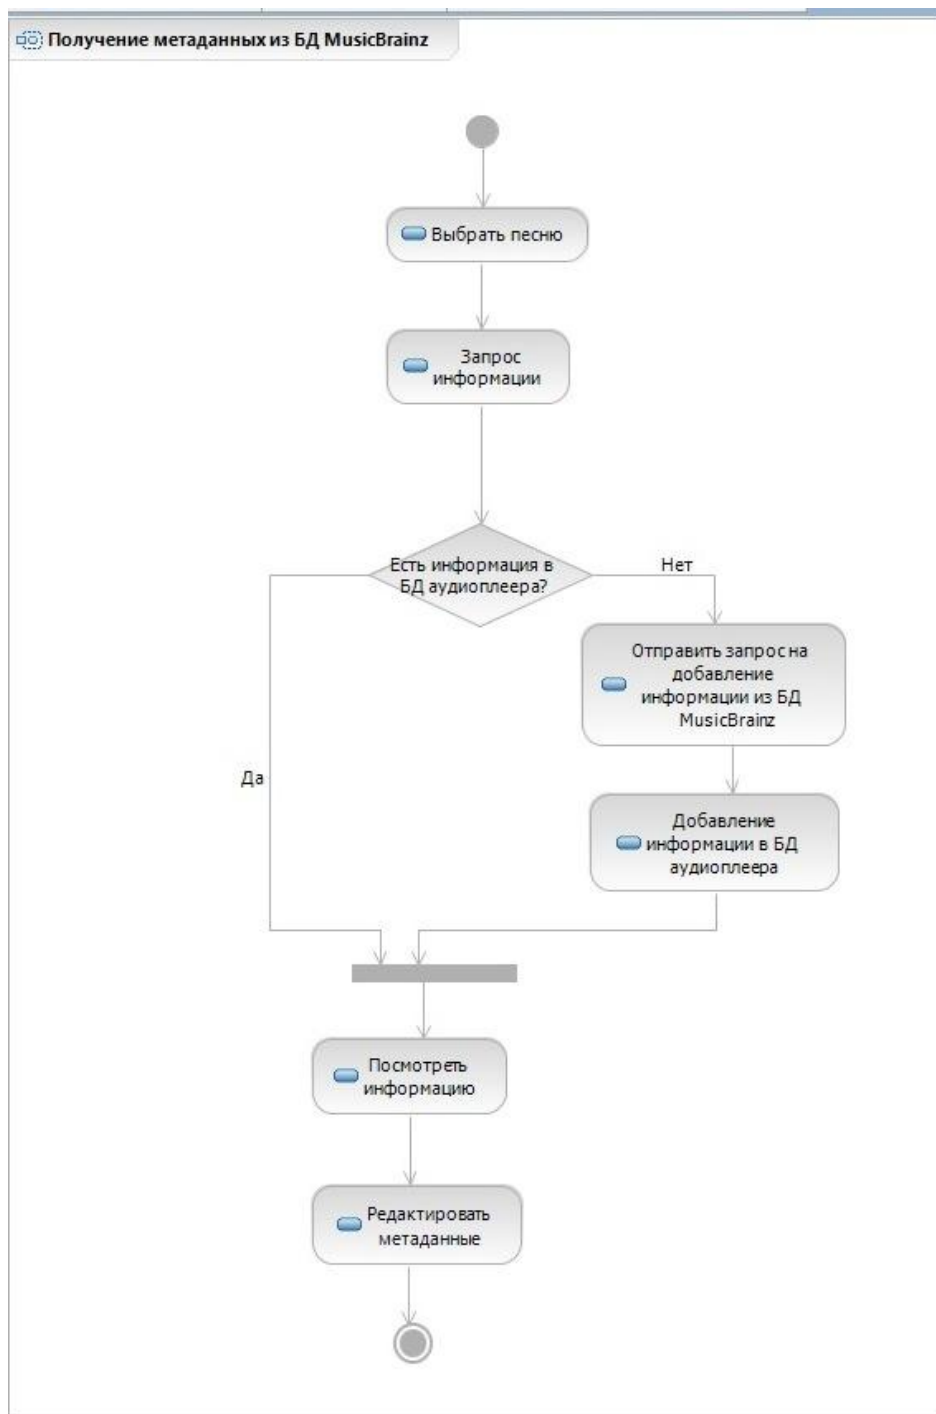 Получение метаданных из БД MusicBrainz
Выбрать песню
Запрос
информации
Есть информация в
БД аудиоплеера?
Нет
Отправить запрос на
добавление
информации из БД
MusicBrainz
Да
Добавление
информации в БД
аудиоплеера
Посмотреть
информацию
Редактировать
метаданные